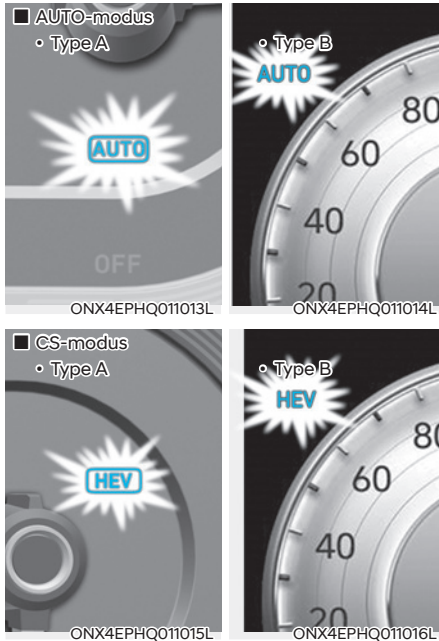 ■ AUTO-modus
• Type A
AUTO
OFF
ONX4EPHQ011013L
• Type B
AUTO
80
60
40
20
ONX4EPHQ011014L
■ CS-modus
• Type A
HEV
ONX4EPHQ011015L
• Type B
HEV
80
60
40
20
ONX4EPHQ011016L